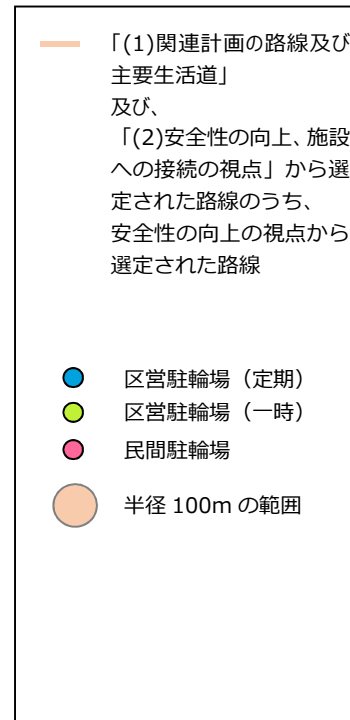 「(1)関連計画の路線及び
主要生活道」
及び、
「(2)安全性の向上、施設
への接続の視点」から選
定された路線のうち、
安全性の向上の視点から
選定された路線
区営駐輪場（定期）
区営駐輪場（一時）
民間駐輪場
半径 100m の範囲